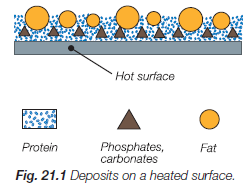 Hot surface
Protein
Phosphates,
carbonates
Fat
Fig. 21.1 Deposits on a heated surface.